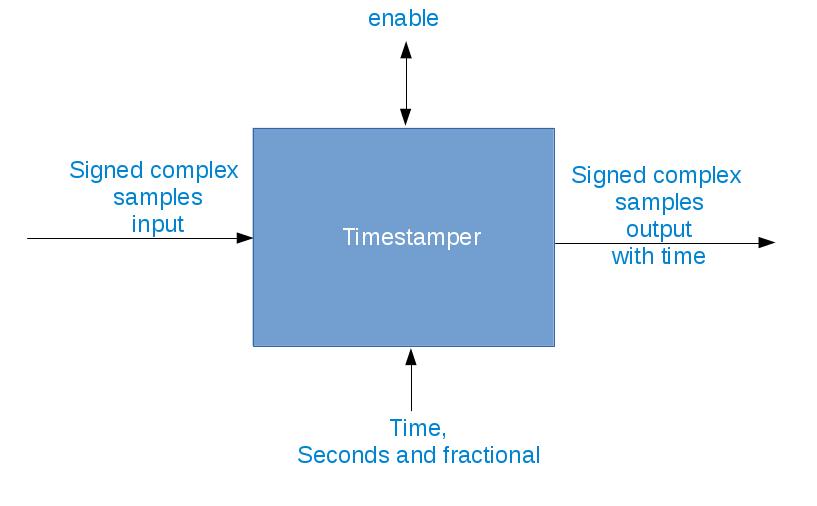 enable
Signed complex
samples
input
Timestamper
Signed complex
samples
output
with time
Time,
Seconds and fractional